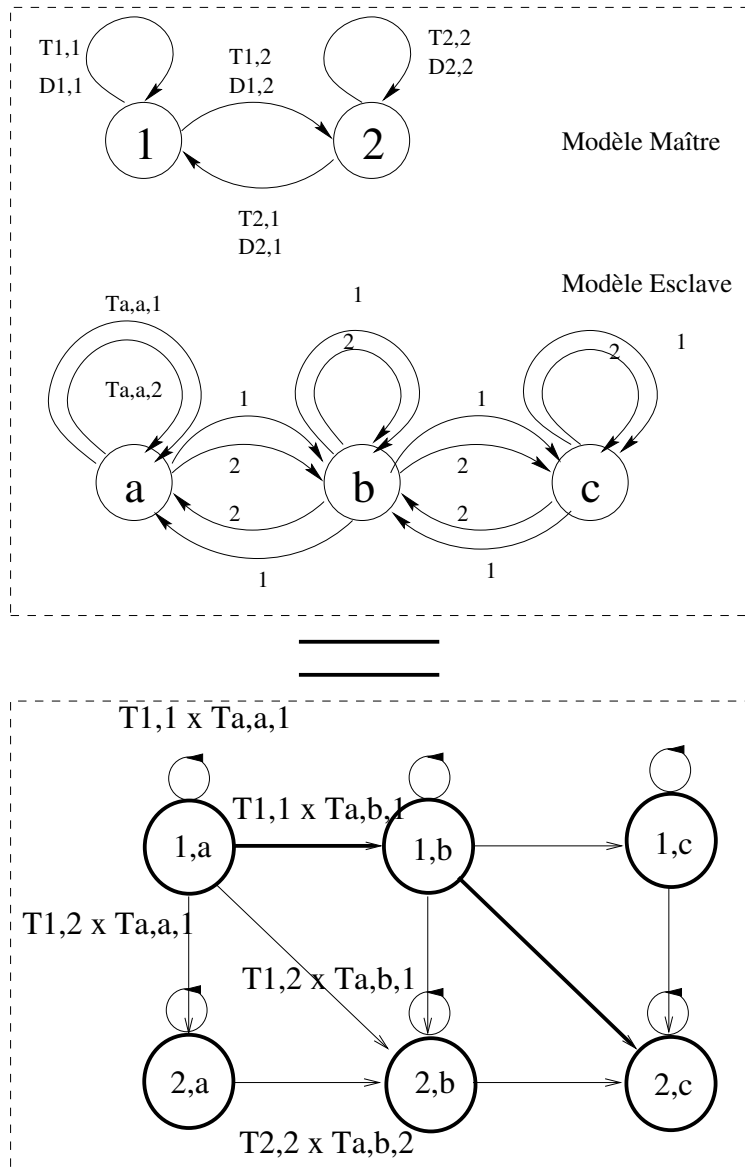 T1,1
D1,1
T1,2
D1,2
T2,2
D2,2
1
2
Modèle Maître
T2,1
D2,1
Modèle Esclave
Ta,a,1
Ta,a,2
1
2
1
2
1
2
1
2
a
b
c
2
1
2
1
T1,1 x Ta,a,1
T1,1 x Ta,b,1
1,a
1,b
1,c
T1,2 x Ta,a,1
T1,2 x Ta,b,1
2,a
2,b
2,c
T2,2 x Ta,b,2